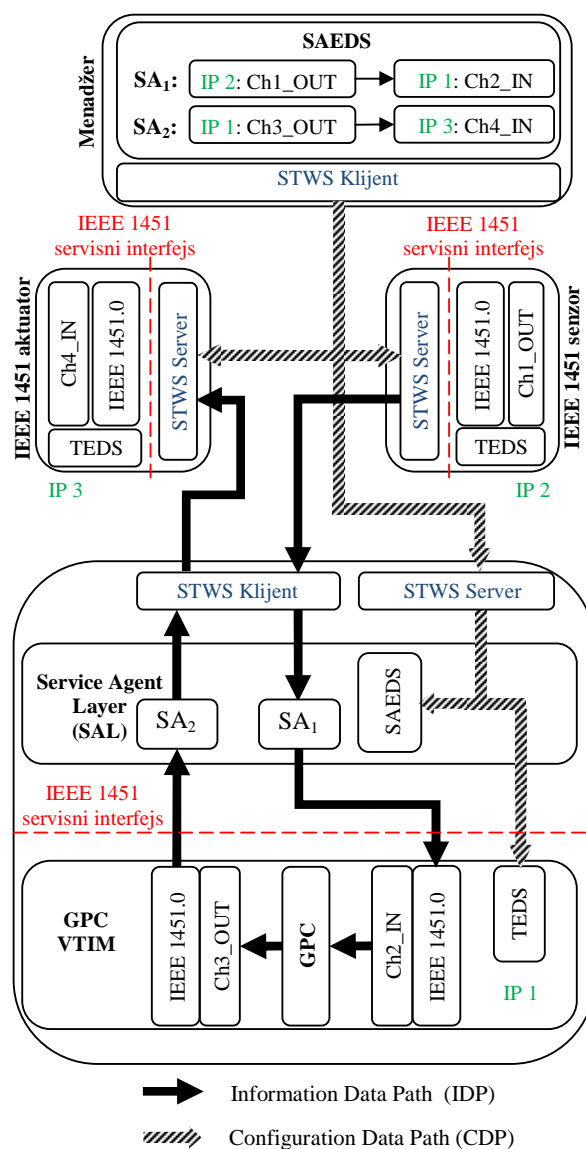 Menadžer
SAEDS
SA1: IP 2: Ch1_OUT IP 1: Ch2_IN
SA2: IP 1: Ch3_OUT IP 3: Ch4_IN
STWS Klijent
IEEE 1451
servisni interfejs
IEEE 1451
servisni interfejs
IEEE 1451 aktuator
Ch4_IN
IEEE 1451.0
TEDS
STWS Server
IP 3
STWS Server
IEEE 1451.0
Ch1_OUT
TEDS
IEEE 1451 senzor
IP 2
STWS Klijent
STWS Server
Service Agent
Layer
(SAL)
SA2
SA1
SAEDS
IEEE 1451
servisni interfejs
GPC
VTIM
IEEE 1451.0
Ch3_OUT
GPC
Ch2_IN
IEEE 1451.0
TEDS
IP 1
Information Data Path (IDP)
Configuration Data Path (CDP)